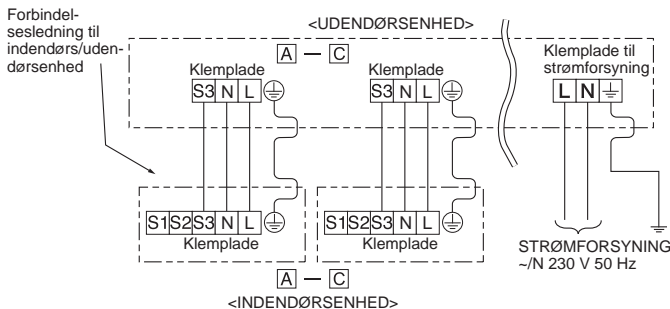 Forbindel-
sesledning til
indendørs/uden-
dørsenhed
<UDENDØRSENHED>
A — C
Klemplade
S3 N L
Klemplade
S3 N L
Klemplade til
strømforsyning
L N
S1 S2 S3 N L
Klemplade
S1 S2 S3 N L
Klemplade
STRØMFORSYNING
~/N 230 V 50 Hz
A — C
<INDENDØRSENHED>